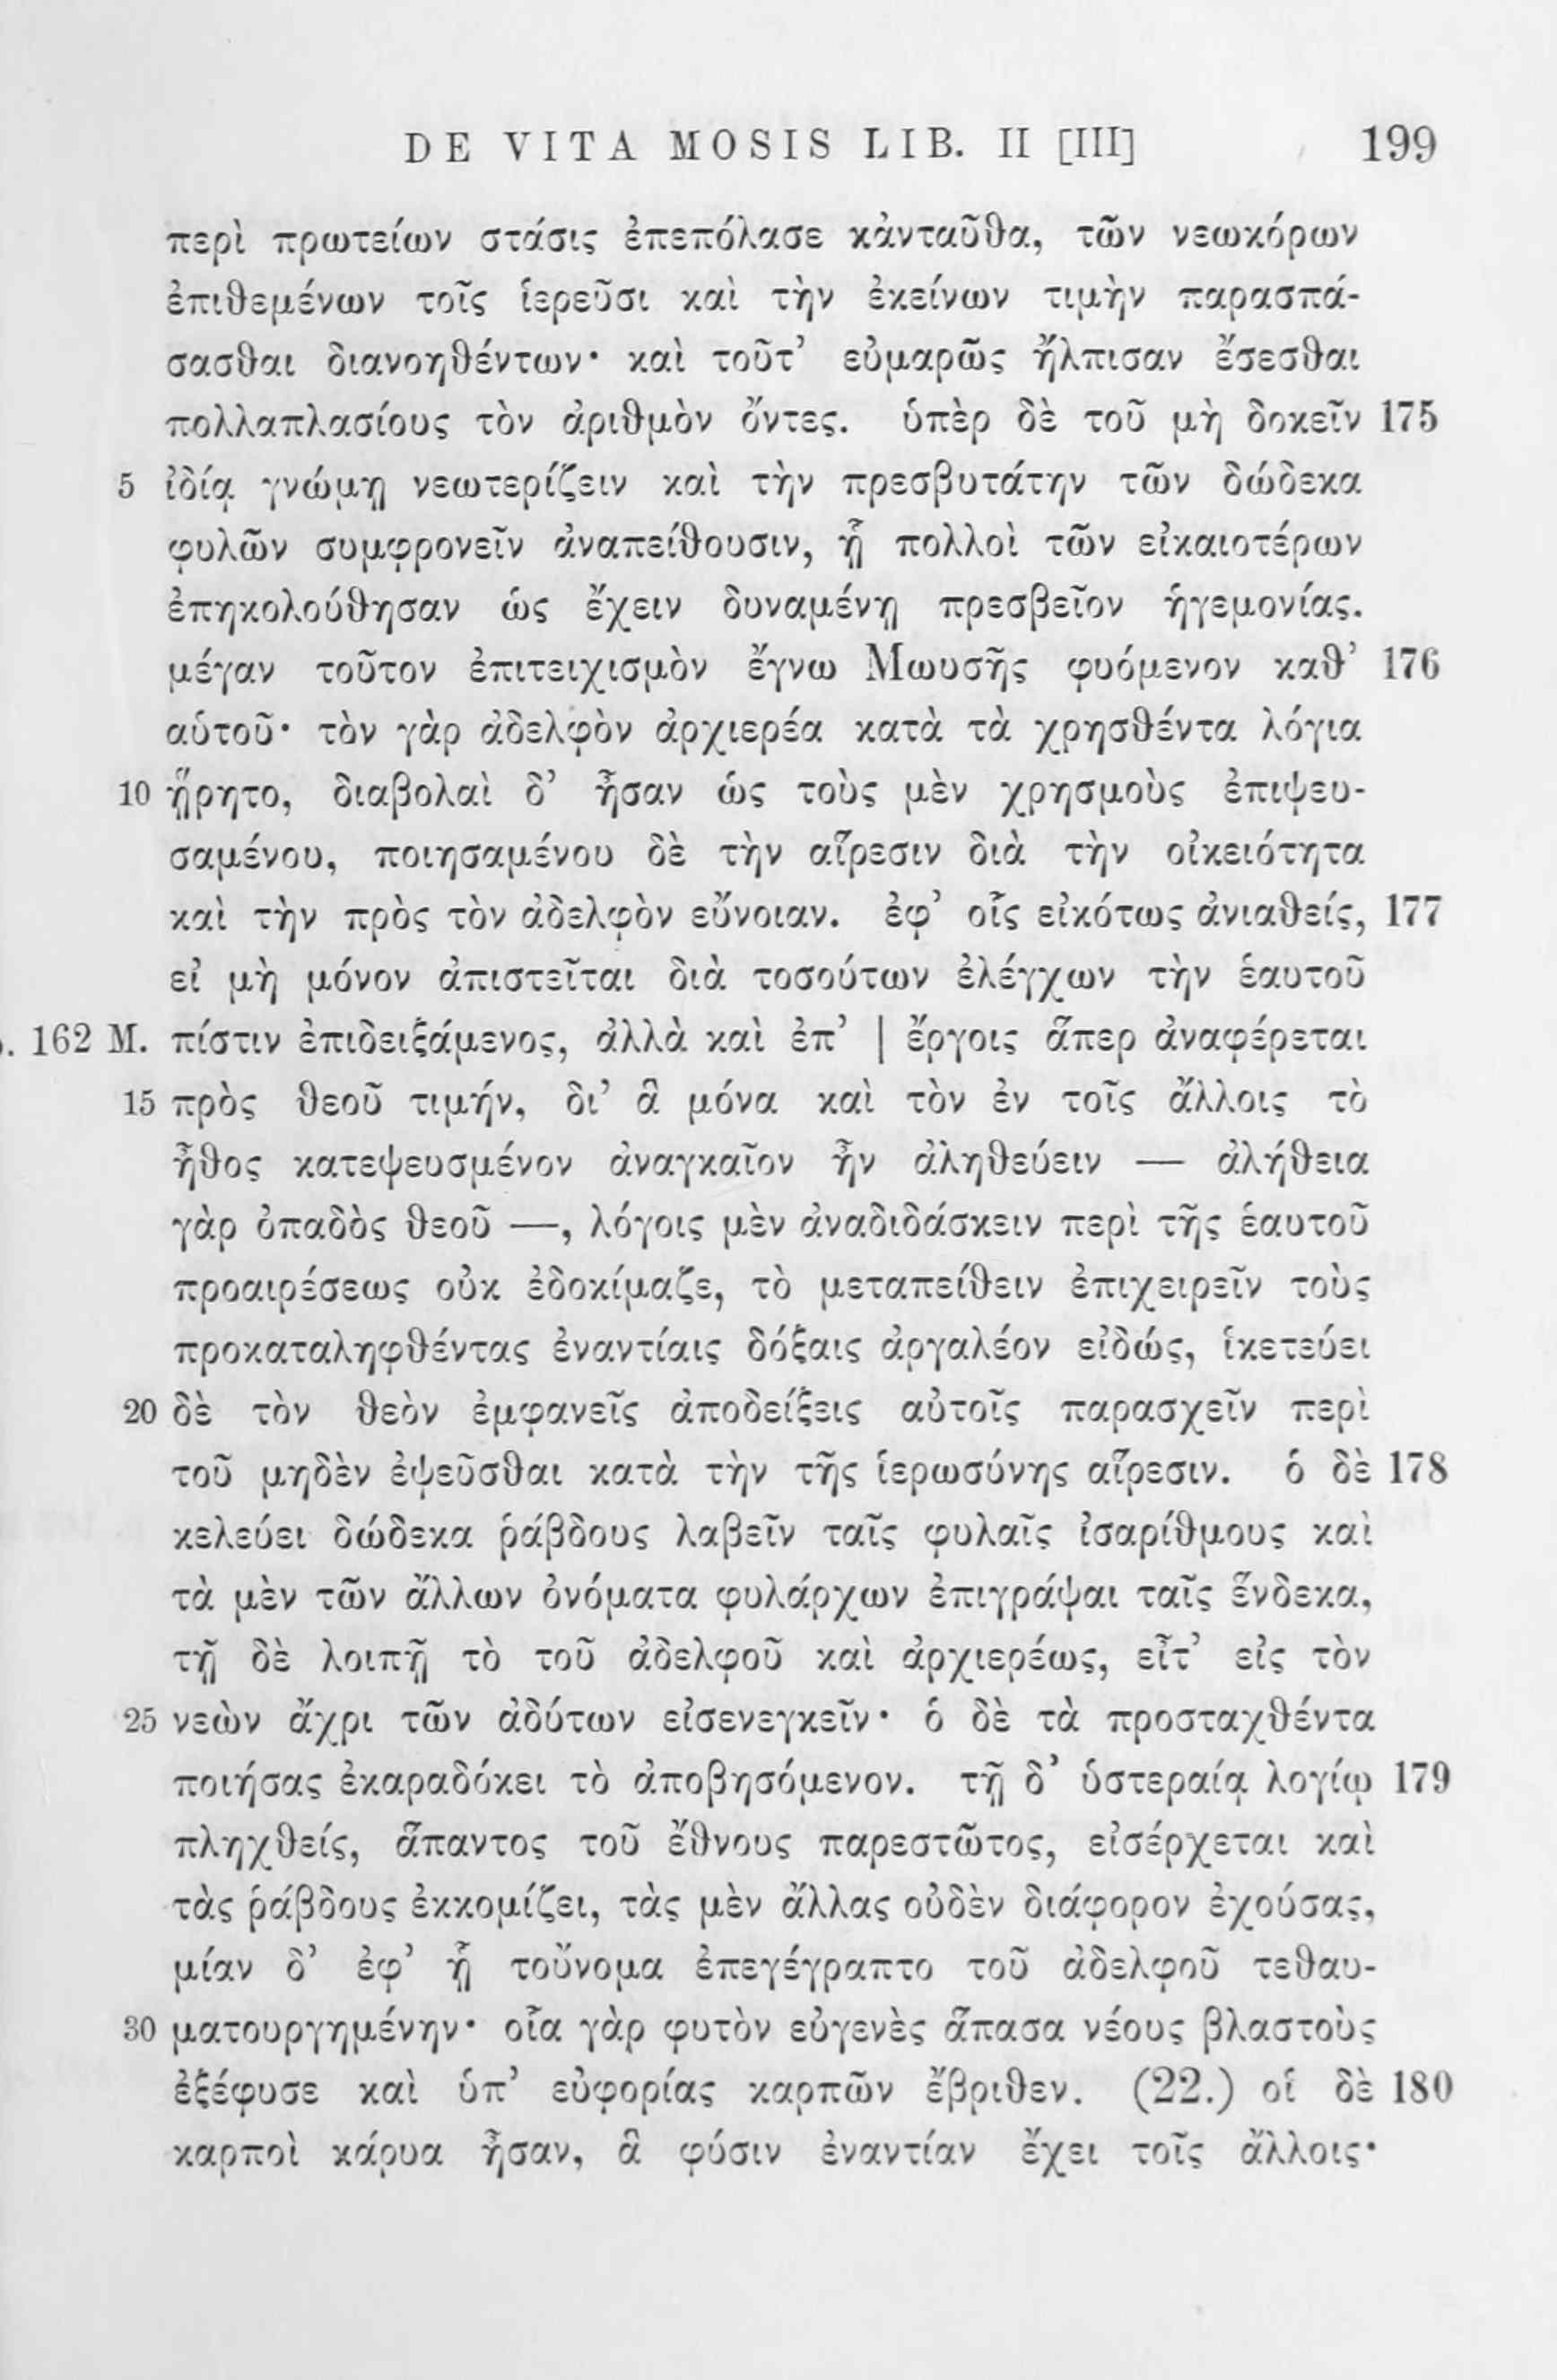 DE VITA MOSIS LIB. II [III] 199
περὶ πρωτείων στάσις ἐπεπόλασε κἀνταῦθα, τῶν νεωκόρων
ἐπιθεμένων τοῖς ἱερεῦσι καὶ τὴν ἐκείνων τιμὴν παρασπά-
σασθαι διανοηθέντων· καὶ τοῦτ’ εὐμαρῶς ἤλπισαν ἔσεσθαι
πολλαπλασίους τὸν ἀριθμὸν ὄντες. ὑπὲρ δὲ τοῦ μὴ δοκεῖν 175
5 ἰδίᾳ γνώμῃ νεωτερίζειν καὶ τὴν πρεσβυτάτην τῶν δώδεκα
φυλῶν συμφρονεῖν ἀναπείθουσιν, ᾗ πολλοὶ τῶν εἰκαιοτέρων
ἐπηκολούθησαν ὡς ἔχειν δυναμένῃ πρεσβεῖον ἡγεμονίας.
μέγαν τοῦτον ἐπιτειχισμὸν ἔγνω Μωυσῆς φυόμενον καθ’ 176
αὑτοῦ· τὸν γὰρ ἀδελφὸν ἀρχιερέα κατὰ τὰ χρησθέντα λόγια
10 ᾕρητο, διαβολαὶ δ’ ἦσαν ὡς τοὺς μὲν χρησμοὺς ἐπιψευ-
σαμένου, ποιησαμένου δὲ τὴν αἵρεσιν διὰ τὴν οἰκειότητα
καὶ τὴν πρὸς τὸν ἀδελφὸν εὔνοιαν. ἐφ’ οἷς εἰκότως ἀνιαθείς, 177
εἰ μὴ μόνον ἀπιστεῖται διὰ τοσούτων ἐλέγχων τὴν ἑαυτοῦ
. 162 M. πίστιν ἐπιδειξάμενος, ἀλλὰ καὶ ἐπ’ | ἔργοις ἅπερ ἀναφέρεται
15 πρὸς θεοῦ τιμήν, δι’ ἃ μόνα καὶ τὸν ἐν τοῖς ἄλλοις τὸ
ἦθος κατεψευσμένον ἀναγκαῖον ἦν ἀληθεύειν — ἀλήθεια
γὰρ ὀπαδὸς θεοῦ —, λόγοις μὲν ἀναδιδάσκειν περὶ τῆς ἑαυτοῦ
προαιρέσεως οὐκ ἐδοκίμαζε, τὸ μεταπείθειν ἐπιχειρεῖν τοὺς
προκαταληφθέντας ἐναντίαις δόξαις ἀργαλέον εἰδώς, ἱκετεύει
20 δὲ τὸν θεὸν ἐμφανεῖς ἀποδείξεις αὐτοῖς παρασχεῖν περὶ
τοῦ μηδὲν ἐψεῦσθαι κατὰ τὴν τῆς ἱερωσύνης αἵρεσιν. ὁ δὲ 178
κελεύει δώδεκα ῥάβδους λαβεῖν ταῖς φυλαῖς ἰσαρίθμους καὶ
τὰ μὲν τῶν ἄλλων ὀνόματα φυλάρχων ἐπιγράψαι ταῖς ἕνδεκα,
τῇ δὲ λοιπῇ τὸ τοῦ ἀδελφοῦ καὶ ἀρχιερέως, εἶτ’ εἰς τὸν
25 νεὼν ἄχρι τῶν ἀδύτων εἰσενεγκεῖν· ὁ δὲ τὰ προσταχθέντα
ποιήσας ἐκαραδόκει τὸ ἀποβησόμενον. τῇ δ’ ὑστεραίᾳ λογίῳ 179
πληχθείς, ἅπαντος τοῦ ἔθνους παρεστῶτος, εἰσέρχεται καὶ
τὰς ῥάβδους ἐκκομίζει, τὰς μὲν ἄλλας οὐδὲν διάφορον ἐχούσας,
μίαν δ’ ἐφ’ ᾗ τοὔνομα ἐπεγέγραπτο τοῦ ἀδελφοῦ τεθαυ-
30 ματουργημένην· οἷα γὰρ φυτὸν εὐγενὲς ἅπασα νέους βλαστοὺς
ἐξέφυσε καὶ ὑπ’ εὐφορίας καρπῶν ἔβριθεν. (22.) οἱ δὲ 180
καρποὶ κάρυα ἦσαν, ἃ φύσιν ἐναντίαν ἔχει τοῖς ἄλλοις·